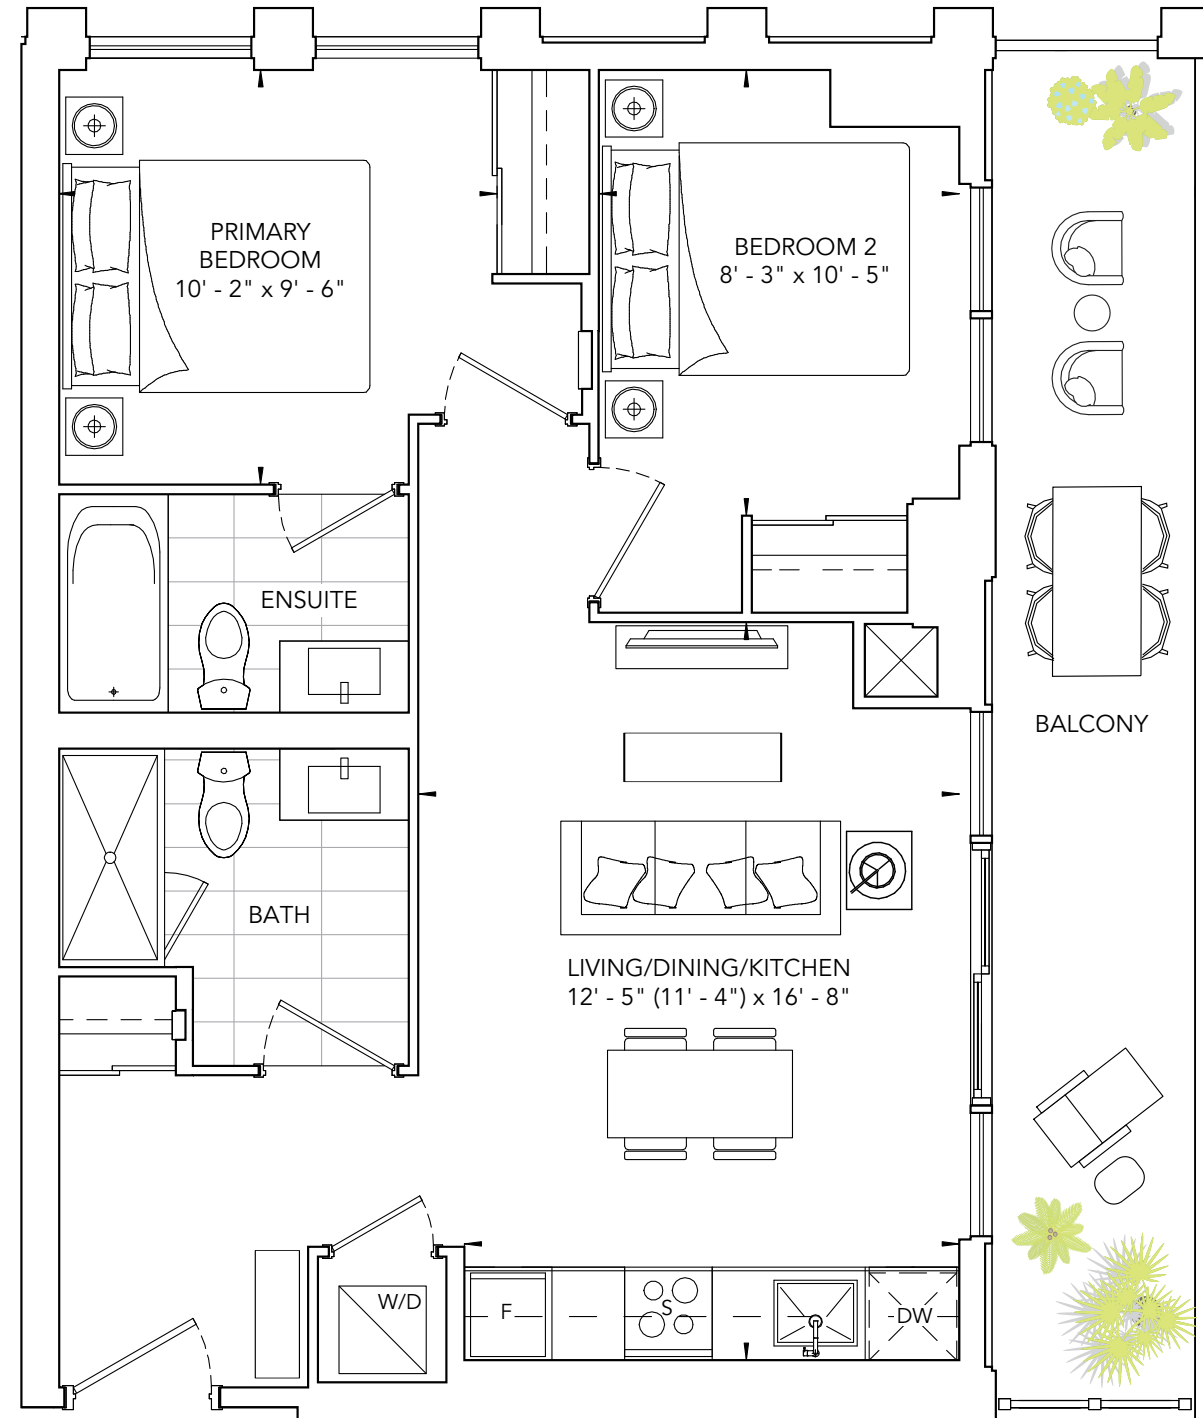 PRIMARY
BEDROOM
10' - 2" x 9' - 6"
BEDROOM 2
8' - 3" x 10' - 5"
ENSUITE
BALCONY
BATH
LIVING/DINING/KITCHEN
12' - 5" (11' - 4") x 16' - 8"
W/D
F
S
DW